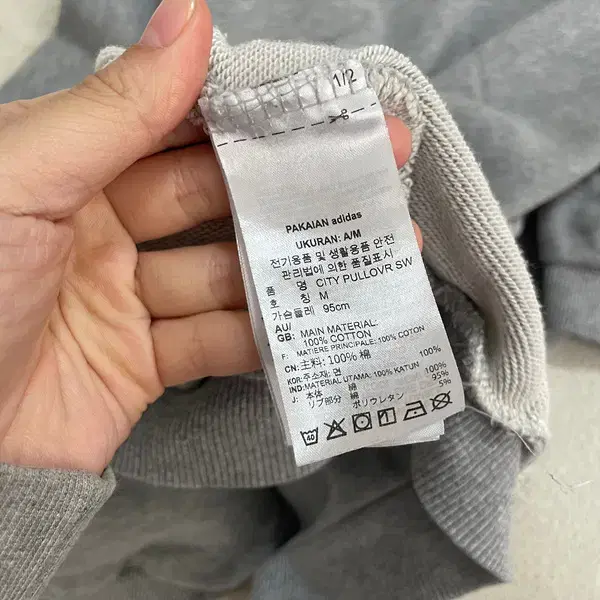 1/2
PAKAIAN adidas
UKURAN: A/M
전기용품 및 생활용품 안전
관리법에 의한 품질표시
품 명 CITY PULLOVR SW
호 칭 M
가슴둘레 95cm
AU/
GB: MAIN MATERIAL:
100% COTTON
F: MATIERE PRINCIPALE: 100% COTON
CN: 主料: 100% 棉
KOR: 주소재: 면 100%
IND: MATERIAL UTAMA: 100% KATUN
J: 本体 綿 100%
リブ部分 綿 95%
ポリウレタン 5%
40